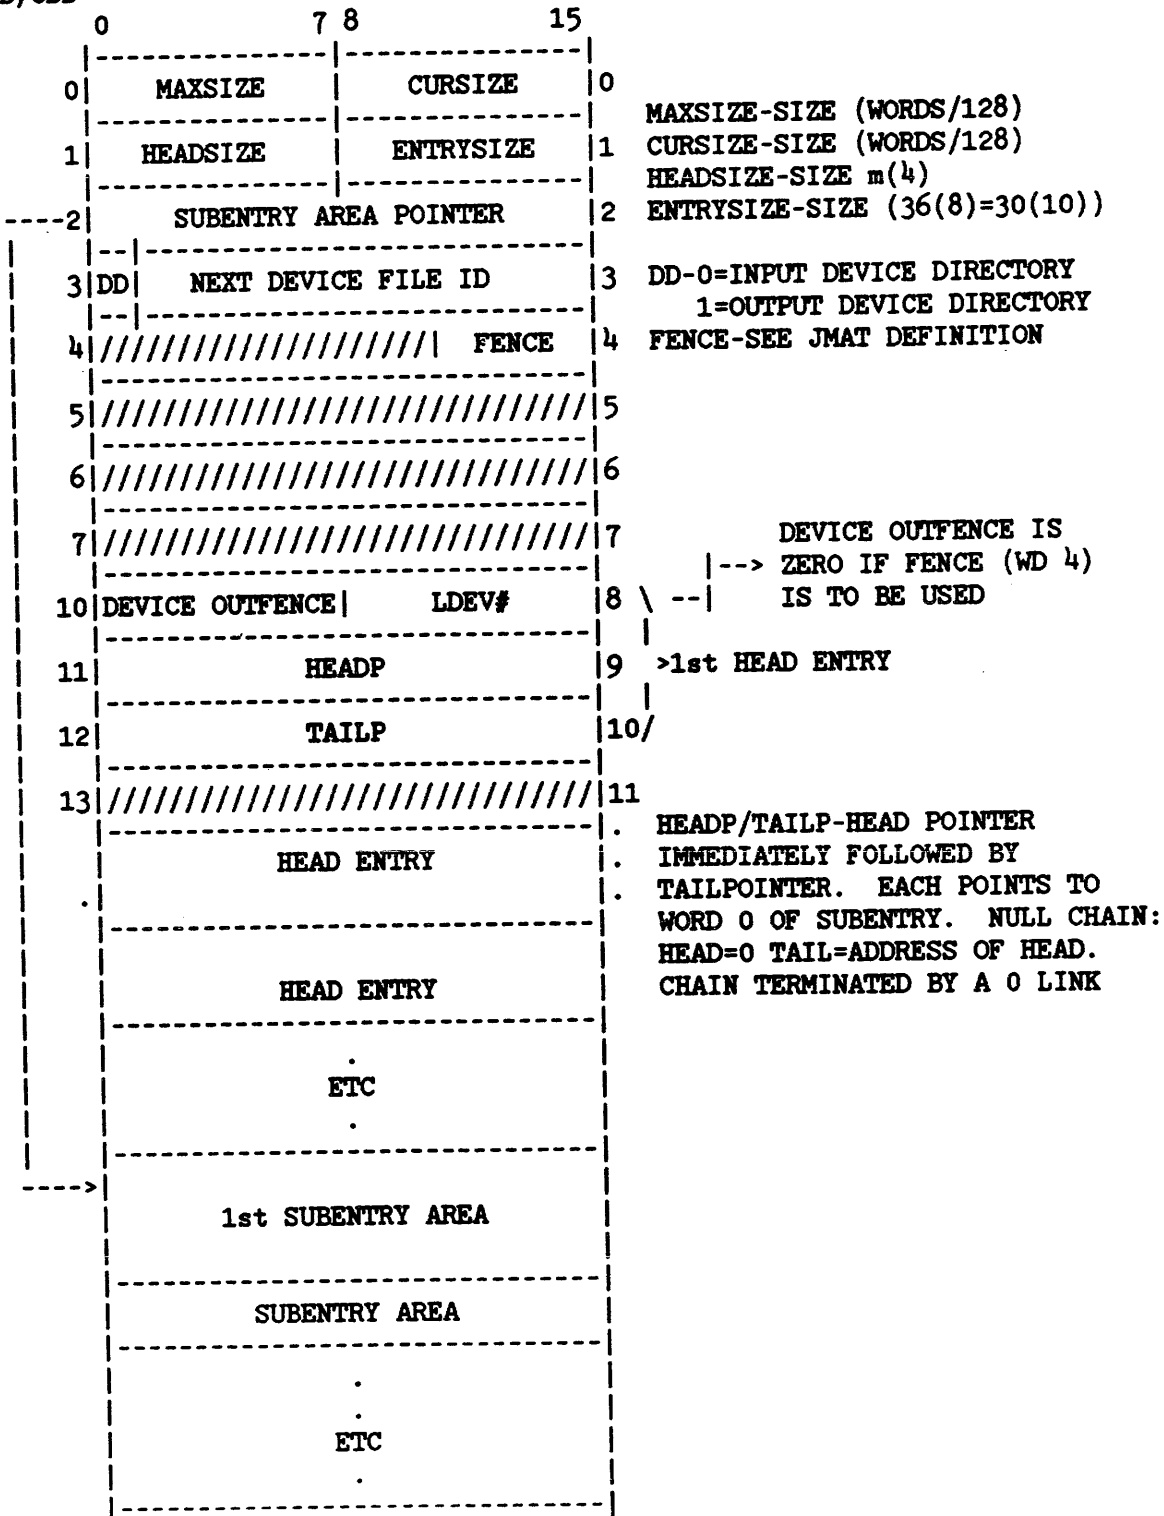 0 7 8 15
0| MAXSIZE | CURSIZE |0
MAXSIZE-SIZE (WORDS/128)
1| HEADSIZE | ENTRYSIZE |1 CURSIZE-SIZE (WORDS/128)
HEADSIZE-SIZE m(4)
----2| SUBENTRY AREA POINTER |2 ENTRYSIZE-SIZE (36(8)=30(10))
3|DD| NEXT DEVICE FILE ID |3 DD-0=INPUT DEVICE DIRECTORY
1=OUTPUT DEVICE DIRECTORY
4|//////////////////////| FENCE |4 FENCE-SEE JMAT DEFINITION
5|////////////////////////////////|5
6|////////////////////////////////|6
7|////////////////////////////////|7 DEVICE OUTFENCE IS
|--> ZERO IF FENCE (WD 4)
10|DEVICE OUTFENCE| LDEV# |8 \ --| IS TO BE USED
11| HEADP |9 >1st HEAD ENTRY
12| TAILP |10/
13|////////////////////////////////|11
. HEADP/TAILP-HEAD POINTER
HEAD ENTRY . IMMEDIATELY FOLLOWED BY
. . TAILPOINTER. EACH POINTS TO
WORD 0 OF SUBENTRY. NULL CHAIN:
HEAD=0 TAIL=ADDRESS OF HEAD.
HEAD ENTRY CHAIN TERMINATED BY A 0 LINK
.
ETC
.
---->|
1st SUBENTRY AREA
SUBENTRY AREA
.
.
ETC
.